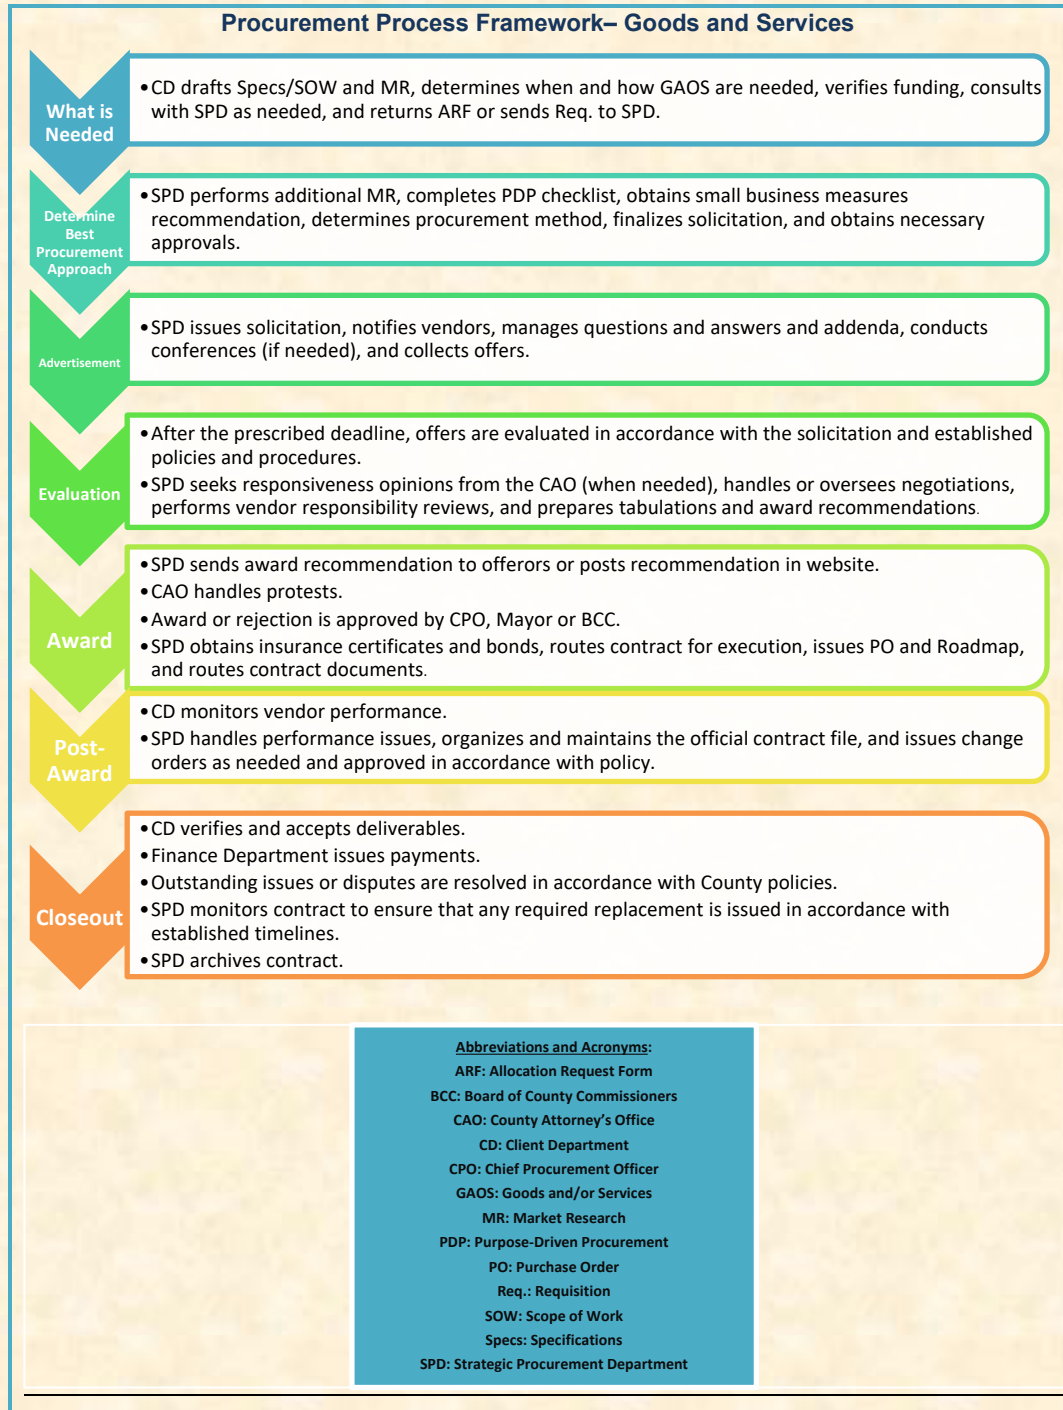 Procurement Process Framework– Goods and Services
What is
Needed
•CD drafts Specs/SOW and MR, determines when and how GAOS are needed, verifies funding, consults
with SPD as needed, and returns ARF or sends Req. to SPD.
Determine
Best
Procurement
Approach
•SPD performs additional MR, completes PDP checklist, obtains small business measures
recommendation, determines procurement method, finalizes solicitation, and obtains necessary
approvals.
Advertisement
•SPD issues solicitation, notifies vendors, manages questions and answers and addenda, conducts
conferences (if needed), and collects offers.
Evaluation
•After the prescribed deadline, offers are evaluated in accordance with the solicitation and established
policies and procedures.
•SPD seeks responsiveness opinions from the CAO (when needed), handles or oversees negotiations,
performs vendor responsibility reviews, and prepares tabulations and award recommendations.
Award
•SPD sends award recommendation to offerors or posts recommendation in website.
•CAO handles protests.
•Award or rejection is approved by CPO, Mayor or BCC.
•SPD obtains insurance certificates and bonds, routes contract for execution, issues PO and Roadmap,
and routes contract documents.
Post-
Award
•CD monitors vendor performance.
•SPD handles performance issues, organizes and maintains the official contract file, and issues change
orders as needed and approved in accordance with policy.
Closeout
•CD verifies and accepts deliverables.
•Finance Department issues payments.
•Outstanding issues or disputes are resolved in accordance with County policies.
•SPD monitors contract to ensure that any required replacement is issued in accordance with
established timelines.
•SPD archives contract.
Abbreviations and Acronyms:
ARF: Allocation Request Form
BCC: Board of County Commissioners
CAO: County Attorney’s Office
CD: Client Department
CPO: Chief Procurement Officer
GAOS: Goods and/or Services
MR: Market Research
PDP: Purpose-Driven Procurement
PO: Purchase Order
Req.: Requisition
SOW: Scope of Work
Specs: Specifications
SPD: Strategic Procurement Department